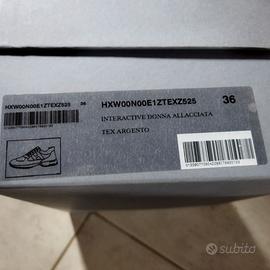 HXW00N00E1ZTEXZ525 36
HXW00N00E1ZTEXZ525 36
INTERACTIVE DONNA ALLACCIATA
TEX ARGENTO
subito